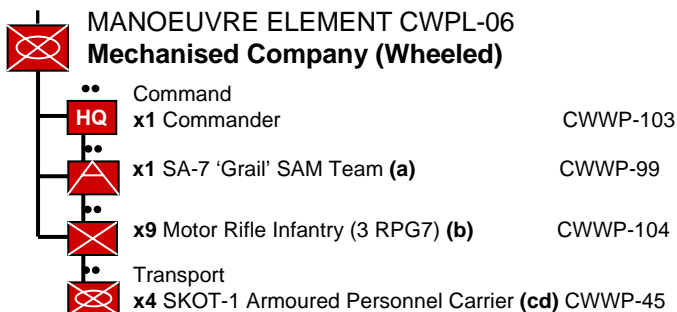 MANOEUVRE ELEMENT CWPL-06
Mechanised Company (Wheeled)
Command
HQ x1 Commander CWWP-103
x1 SA-7 ‘Grail’ SAM Team (a) CWWP-99
x9 Motor Rifle Infantry (3 RPG7) (b) CWWP-104
Transport
x4 SKOT-1 Armoured Personnel Carrier (cd) CWWP-45